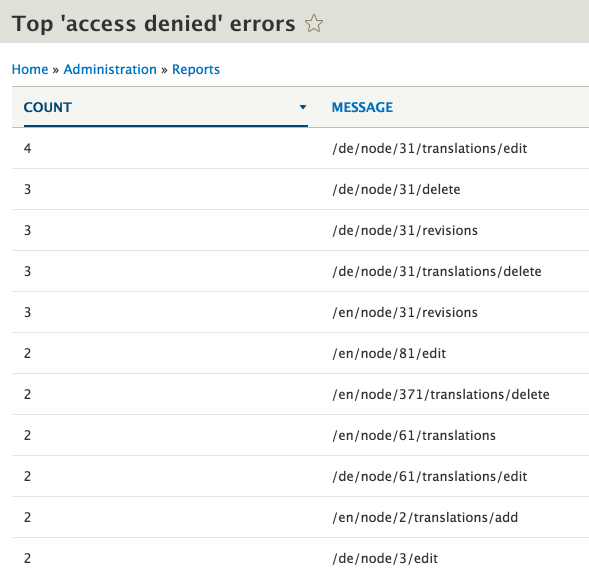 Top 'access denied' errors
Home » Administration » Reports
COUNT MESSAGE
4 /de/node/31/translations/edit
3 /de/node/31/delete
3 /de/node/31/revisions
3 /de/node/31/translations/delete
3 /en/node/31/revisions
2 /en/node/81/edit
2 /en/node/371/translations/delete
2 /en/node/61/translations
2 /de/node/61/translations/edit
2 /en/node/2/translations/add
2 /de/node/3/edit